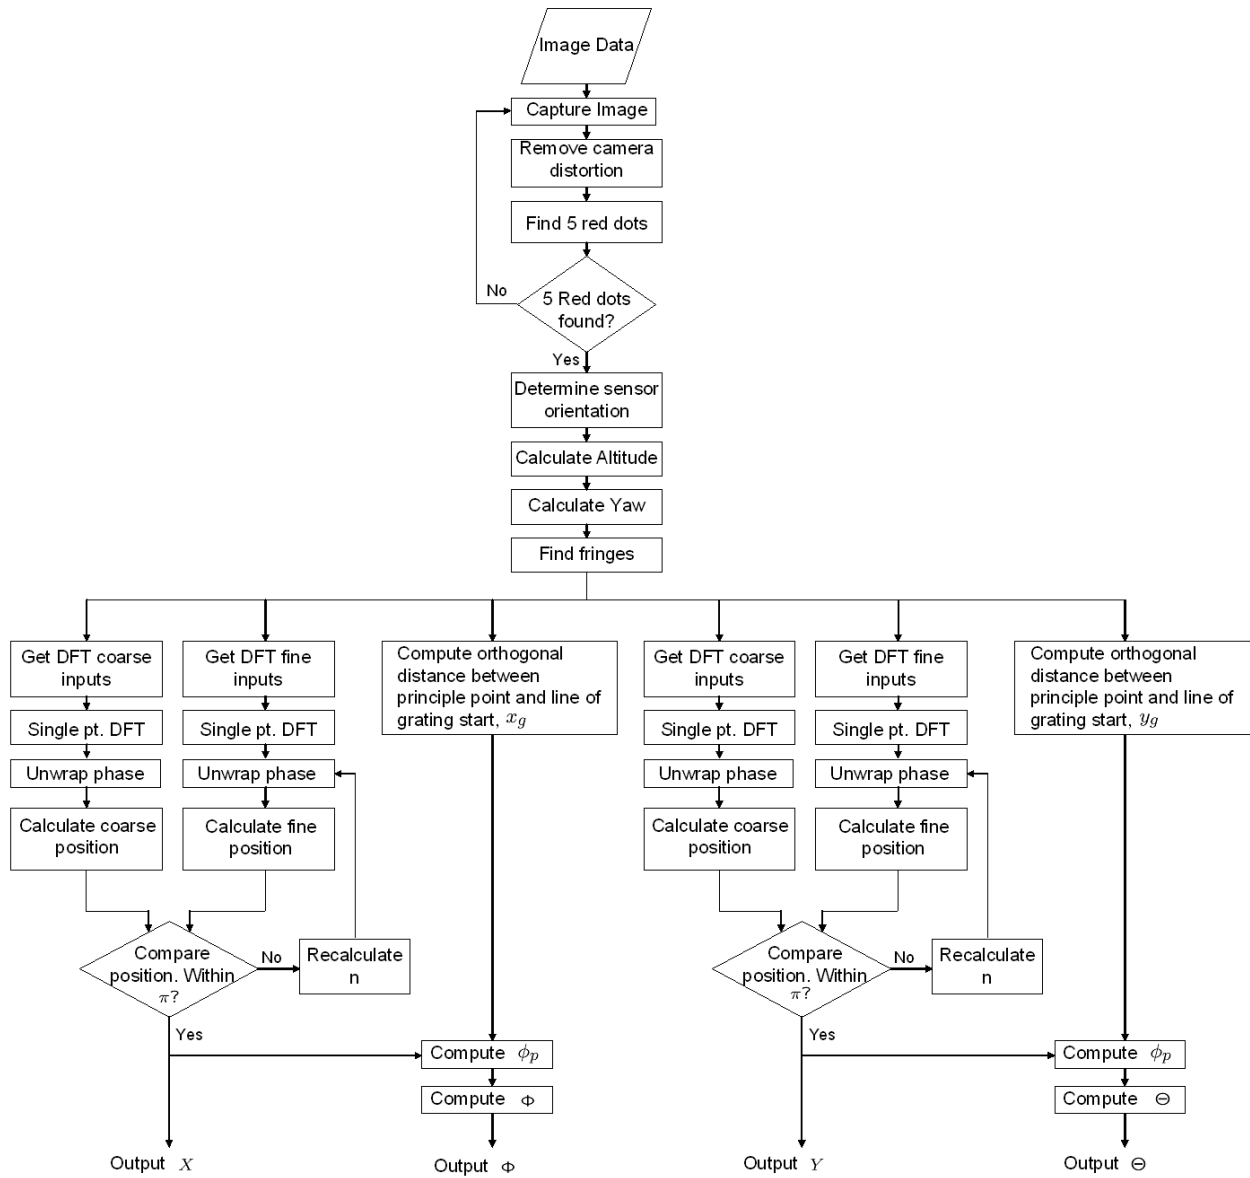 Image Data
Capture Image
Remove camera
distortion
Find 5 red dots
5 Red dots
found?
No
Yes
Determine sensor
orientation
Calculate Altitude
Calculate Yaw
Find fringes
Get DFT coarse
inputs
Single pt. DFT
Unwrap phase
Calculate coarse
position
Get DFT fine
inputs
Single pt. DFT
Unwrap phase
Calculate fine
position
Compare
position. Within
π?
No
Recalculate
n
Yes
Compute orthogonal
distance between
principle point and line of
grating start, x_g
Compute ϕ_p
Compute Φ
Output X
Output Φ
Get DFT coarse
inputs
Single pt. DFT
Unwrap phase
Calculate coarse
position
Get DFT fine
inputs
Single pt. DFT
Unwrap phase
Calculate fine
position
Compare
position. Within
π?
No
Recalculate
n
Yes
Compute orthogonal
distance between
principle point and line of
grating start, y_g
Compute ϕ_p
Compute Θ
Output Y
Output Θ